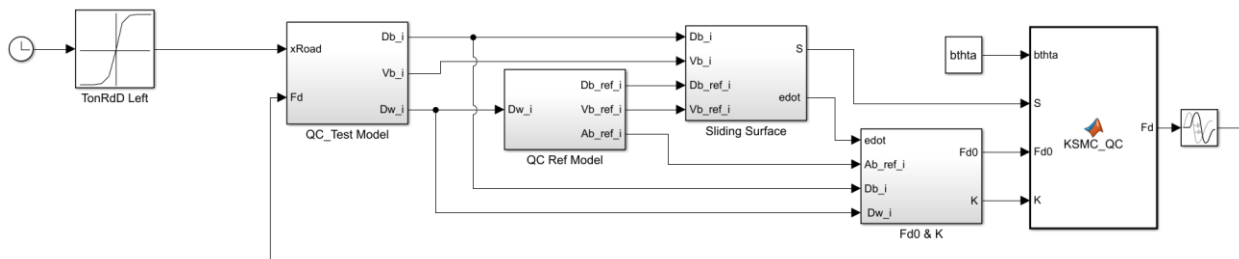 TonRdD Left
xRoad
Fd
Db_i
Vb_i
Dw_i
QC_Test Model
Dw_i
Db_ref_i
Vb_ref_i
Ab_ref_i
QC Ref Model
Db_i
Vb_i
Db_ref_i
Vb_ref_i
S
edot
Sliding Surface
edot
Ab_ref_i
Db_i
Dw_i
Fd0
K
Fd0 & K
bthta
bthta
S
Fd0
K
KSMC_QC
Fd